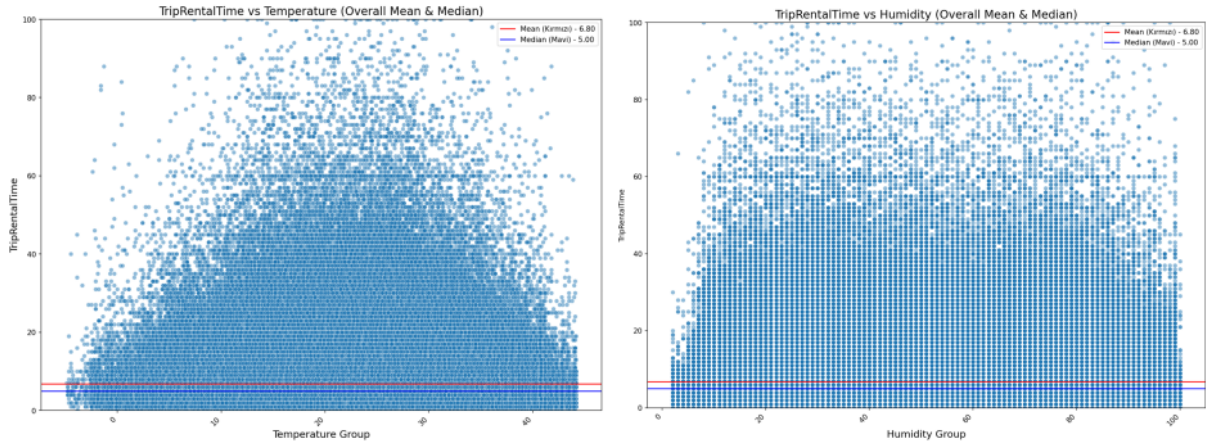 TripRentalTime vs Temperature (Overall Mean & Median)
100
80
60
40
20
0
TripRentalTime
Mean (Kırmızı) - 6.80
Median (Mavi) - 5.00
0
10
20
30
40
Temperature Group
TripRentalTime vs Humidity (Overall Mean & Median)
100
80
60
40
20
0
TripRentalTime
Mean (Kırmızı) - 6.80
Median (Mavi) - 5.00
0
20
40
60
80
100
Humidity Group